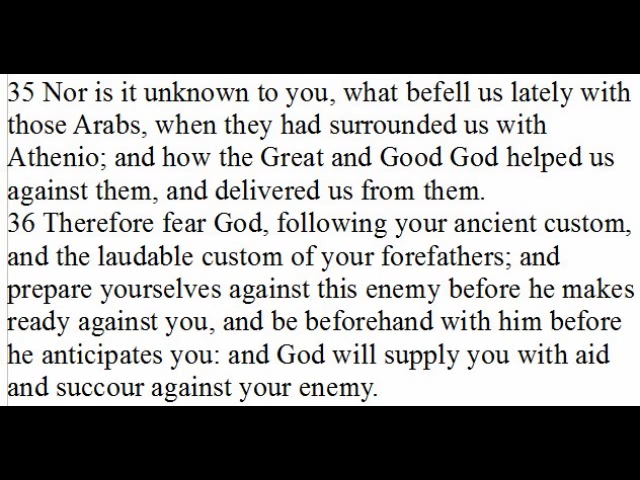 35 Nor is it unknown to you, what befell us lately with
those Arabs, when they had surrounded us with
Athenio; and how the Great and Good God helped us
against them, and delivered us from them.
36 Therefore fear God, following your ancient custom,
and the laudable custom of your forefathers; and
prepare yourselves against this enemy before he makes
ready against you, and be beforehand with him before
he anticipates you: and God will supply you with aid
and succour against your enemy.